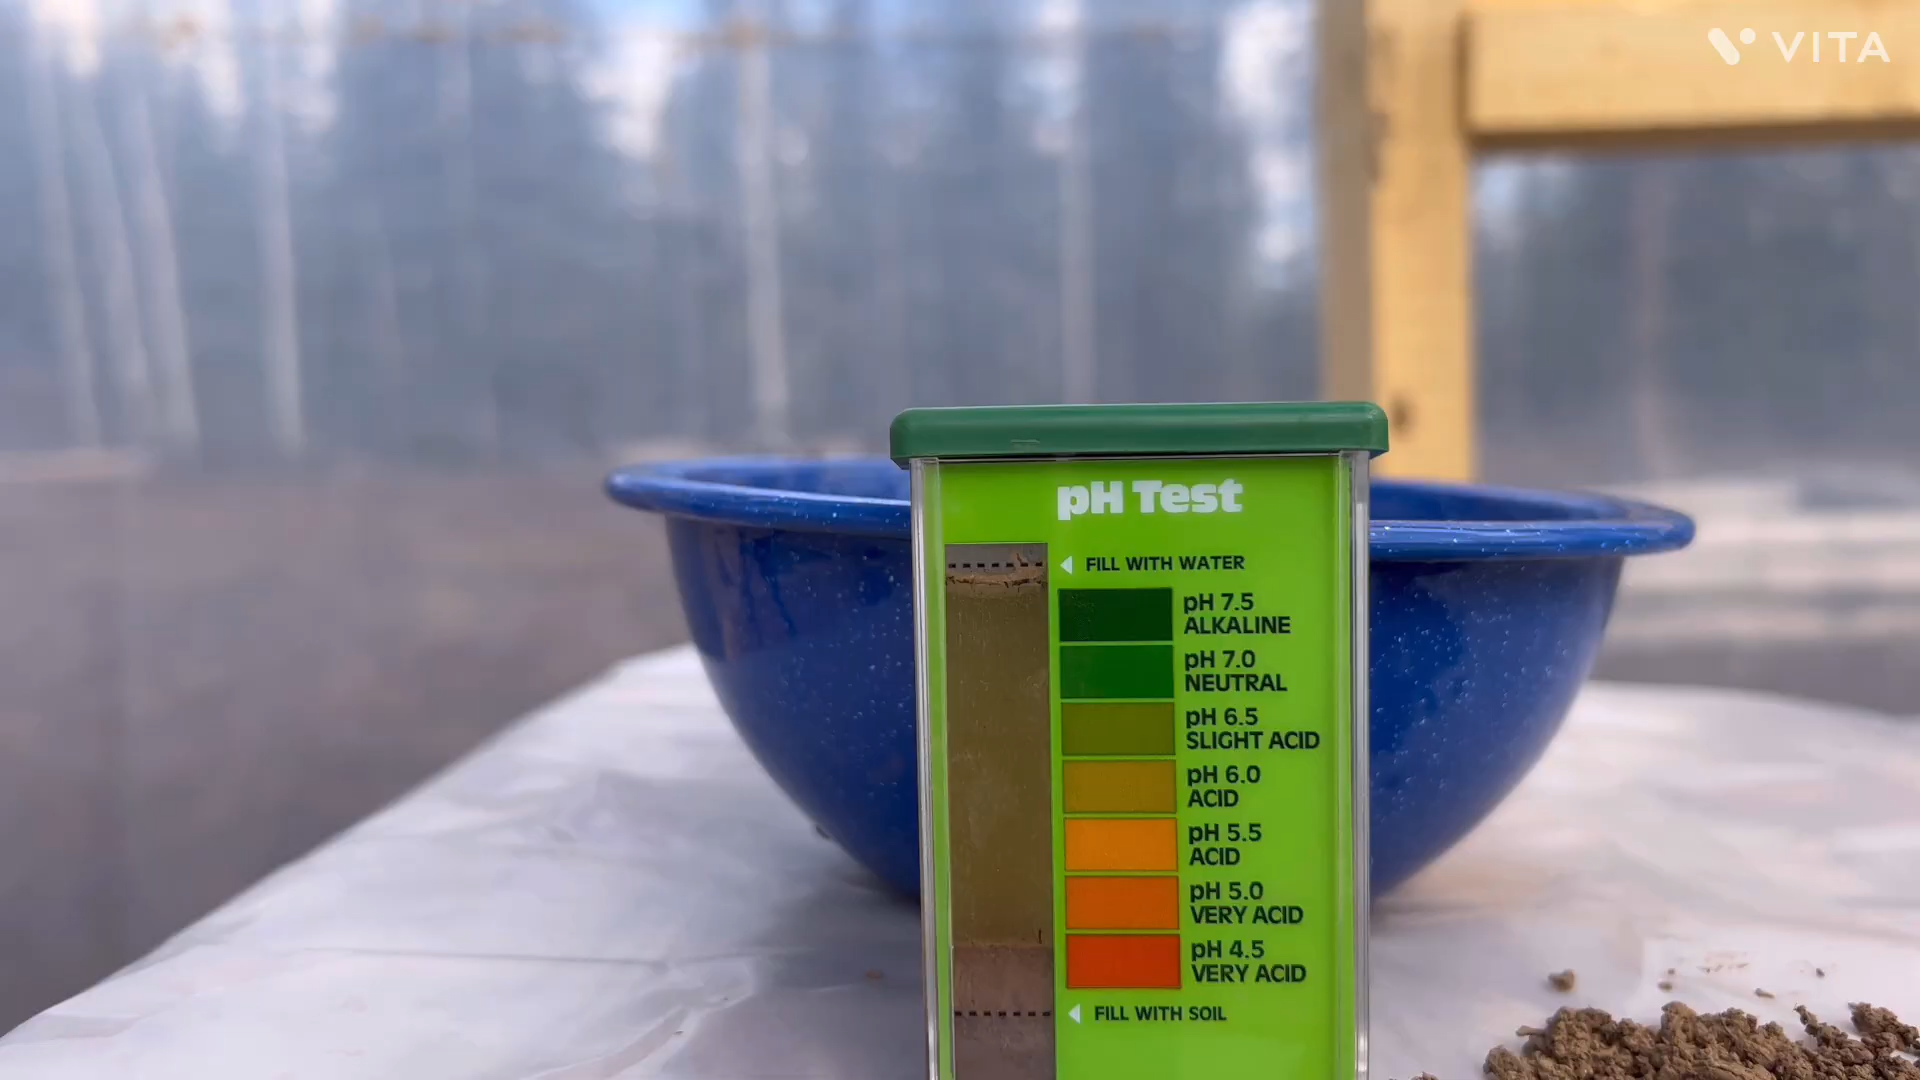 VITA
pH Test
FILL WITH WATER
pH 7.5
ALKALINE
pH 7.0
NEUTRAL
pH 6.5
SLIGHT ACID
pH 6.0
ACID
pH 5.5
ACID
pH 5.0
VERY ACID
pH 4.5
VERY ACID
FILL WITH SOIL